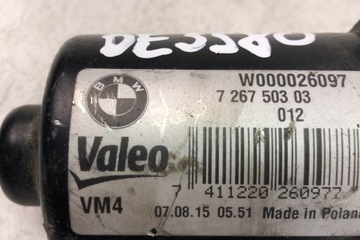 BMW
W000026097
7 267 503 03
012
Valeo
7 411220 260977
VM4
07.08.15 05.51 Made in Poland